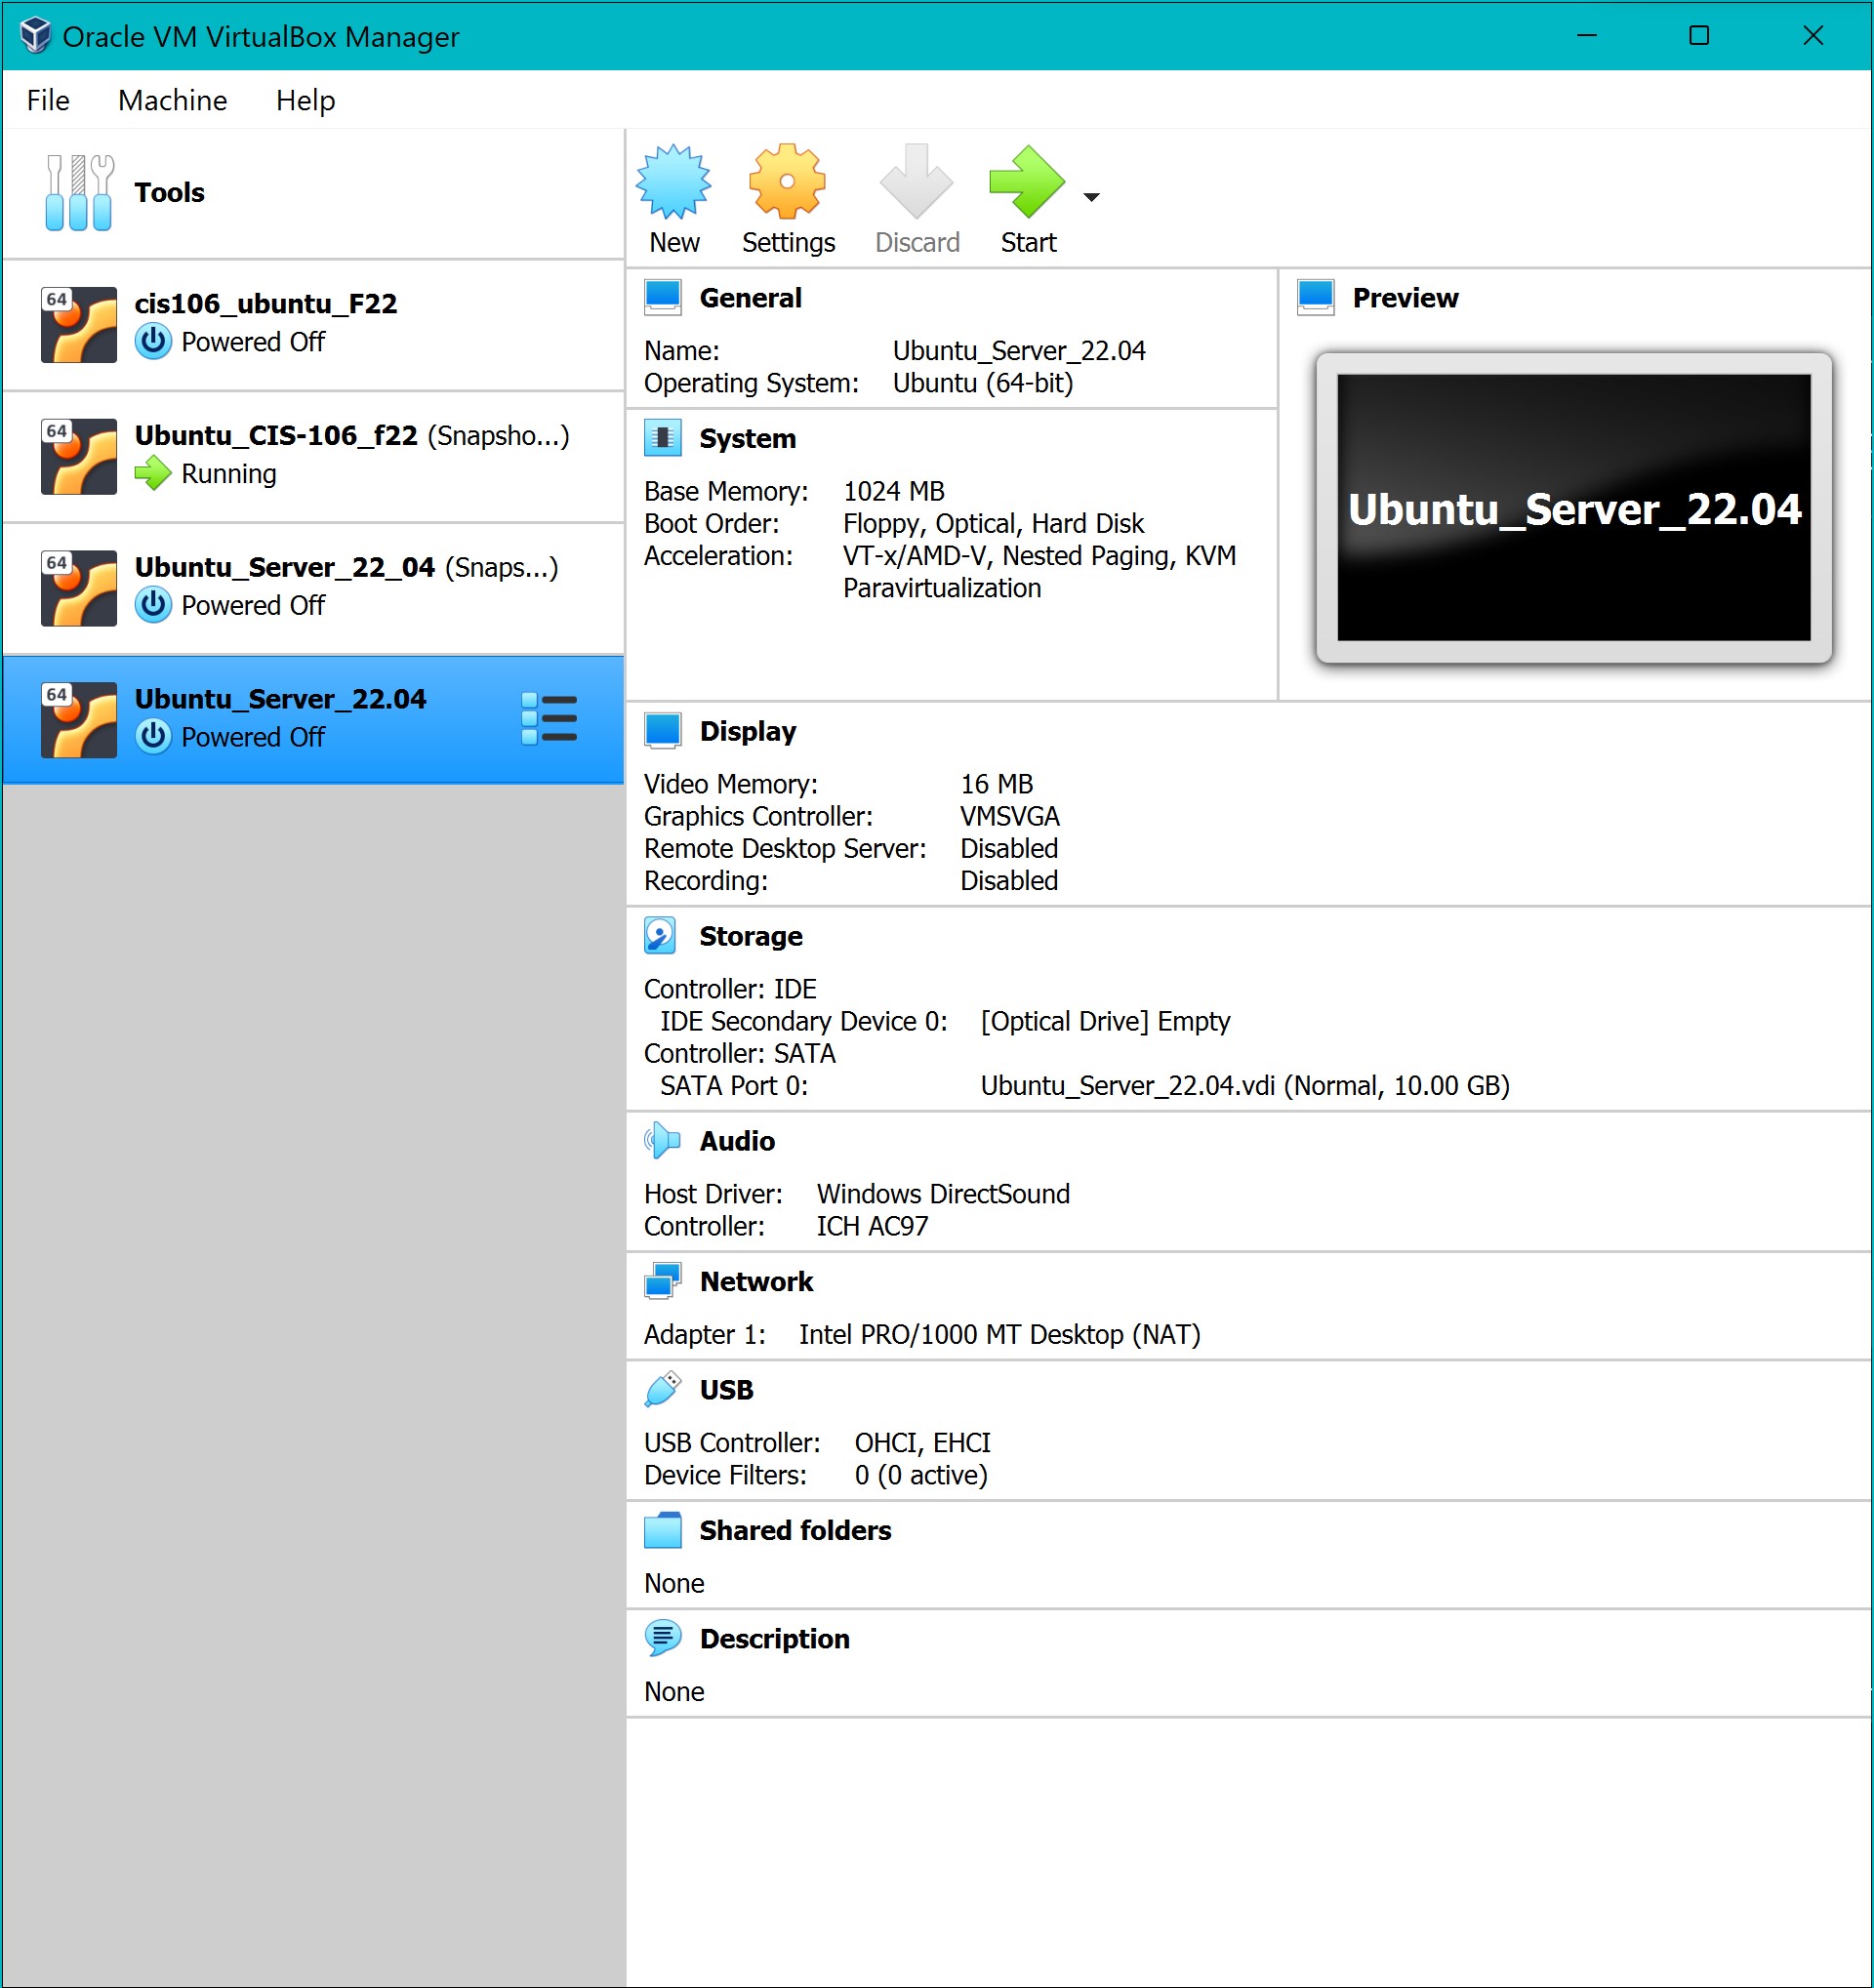 Oracle VM VirtualBox Manager
File Machine Help
Tools
64
cis106_ubuntu_F22
Powered Off
64
Ubuntu_CIS-106_f22 (Snapsho...)
Running
64
Ubuntu_Server_22_04 (Snaps...)
Powered Off
64
Ubuntu_Server_22.04
Powered Off
New Settings Discard Start
General
Name: Ubuntu_Server_22.04
Operating System: Ubuntu (64-bit)
Preview
Ubuntu_Server_22.04
System
Base Memory: 1024 MB
Boot Order: Floppy, Optical, Hard Disk
Acceleration: VT-x/AMD-V, Nested Paging, KVM
Paravirtualization
Display
Video Memory: 16 MB
Graphics Controller: VMSVGA
Remote Desktop Server: Disabled
Recording: Disabled
Storage
Controller: IDE
IDE Secondary Device 0: [Optical Drive] Empty
Controller: SATA
SATA Port 0: Ubuntu_Server_22.04.vdi (Normal, 10.00 GB)
Audio
Host Driver: Windows DirectSound
Controller: ICH AC97
Network
Adapter 1: Intel PRO/1000 MT Desktop (NAT)
USB
USB Controller: OHCI, EHCI
Device Filters: 0 (0 active)
Shared folders
None
Description
None